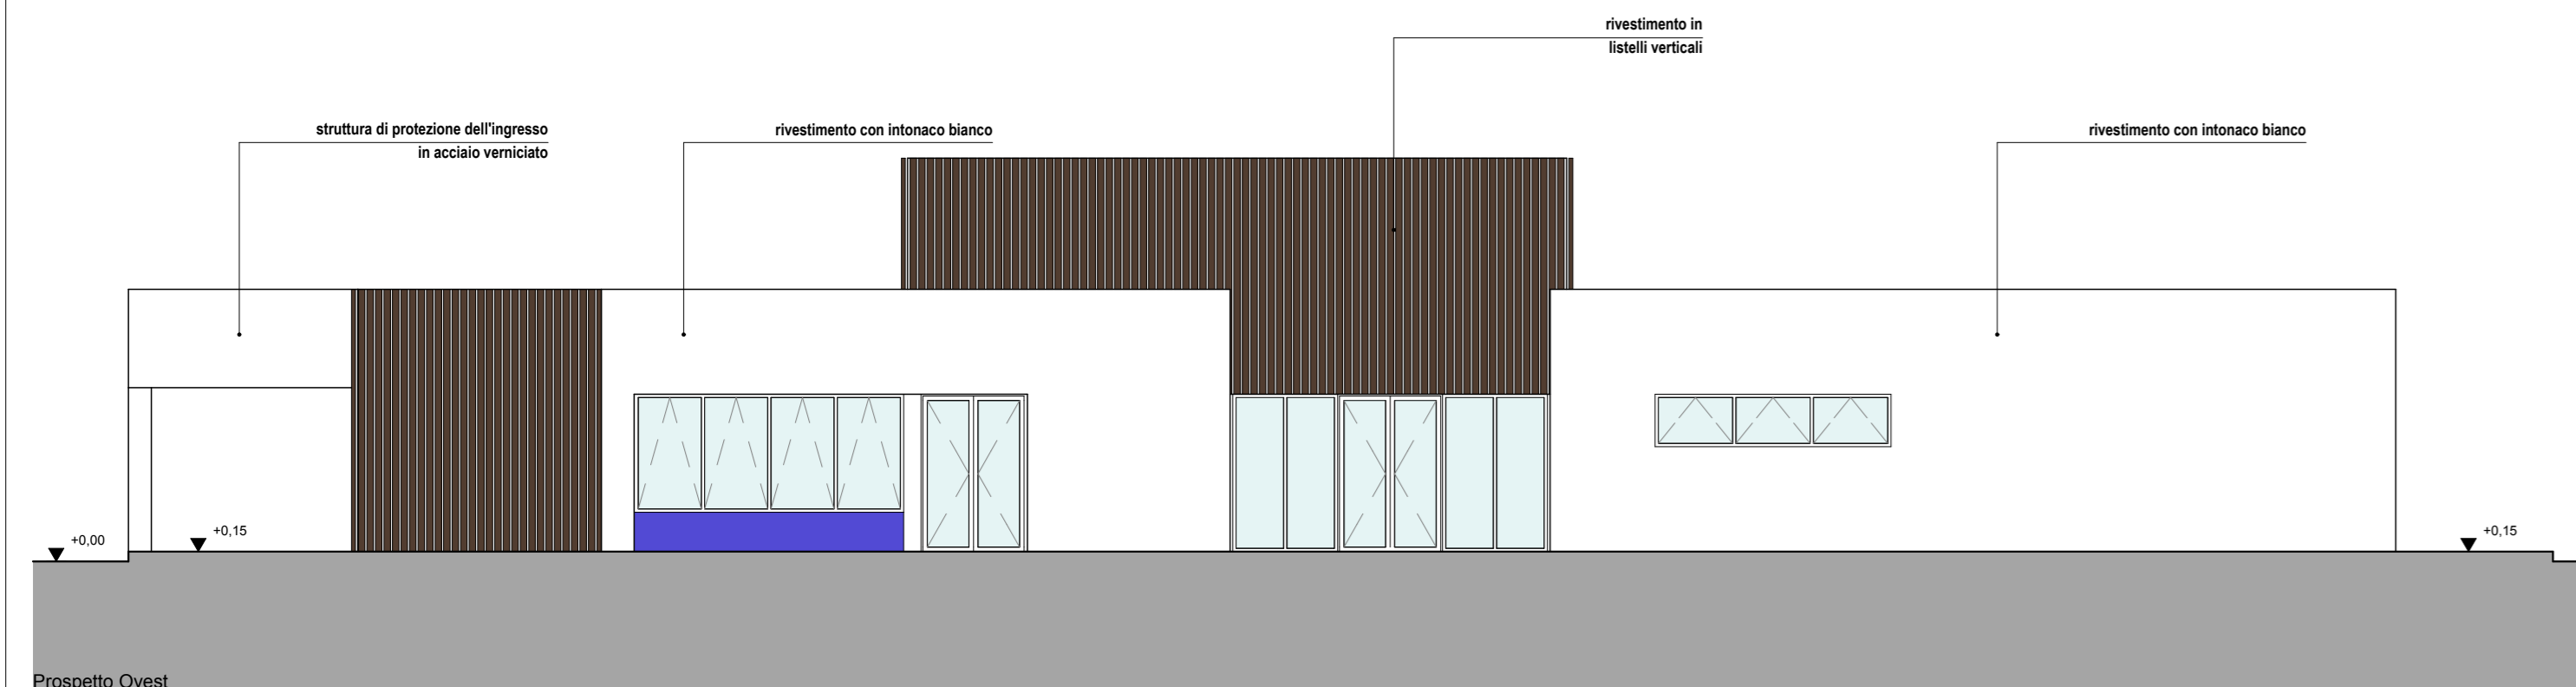 rivestimento in
listelli verticali
struttura di protezione dell'ingresso
in acciaio verniciato
rivestimento con intonaco bianco
rivestimento con intonaco bianco
+0,00
+0,15
+0,15
Prospetto Ovest